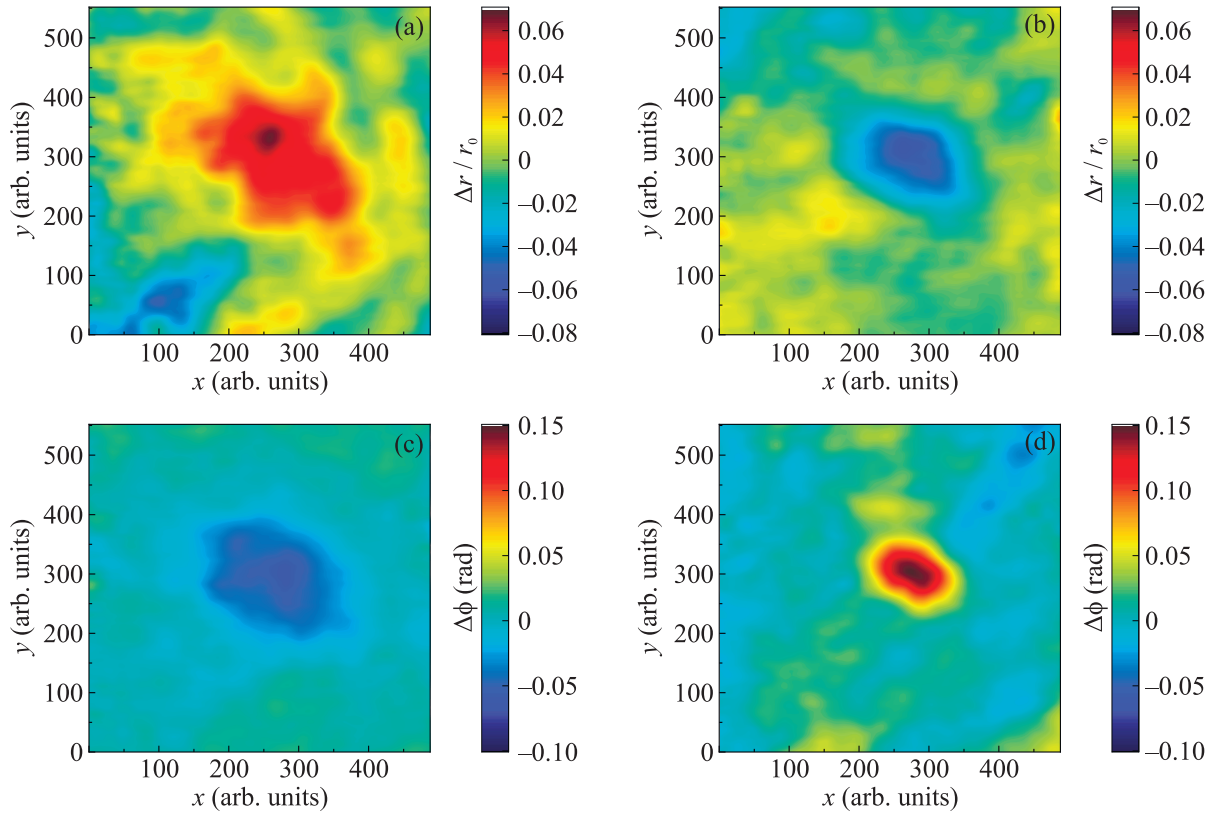 (a)
500
400
300
200
100
0
y (arb. units)
100 200 300 400
x (arb. units)
0.06
0.04
0.02
0
–0.02
–0.04
–0.06
–0.08
Δr / r0
(b)
500
400
300
200
100
0
y (arb. units)
100 200 300 400
x (arb. units)
0.06
0.04
0.02
0
–0.02
–0.04
–0.06
–0.08
Δr / r0
(c)
500
400
300
200
100
0
y (arb. units)
100 200 300 400
x (arb. units)
0.15
0.10
0.05
0
–0.05
–0.10
Δϕ (rad)
(d)
500
400
300
200
100
0
y (arb. units)
100 200 300 400
x (arb. units)
0.15
0.10
0.05
0
–0.05
–0.10
Δϕ (rad)